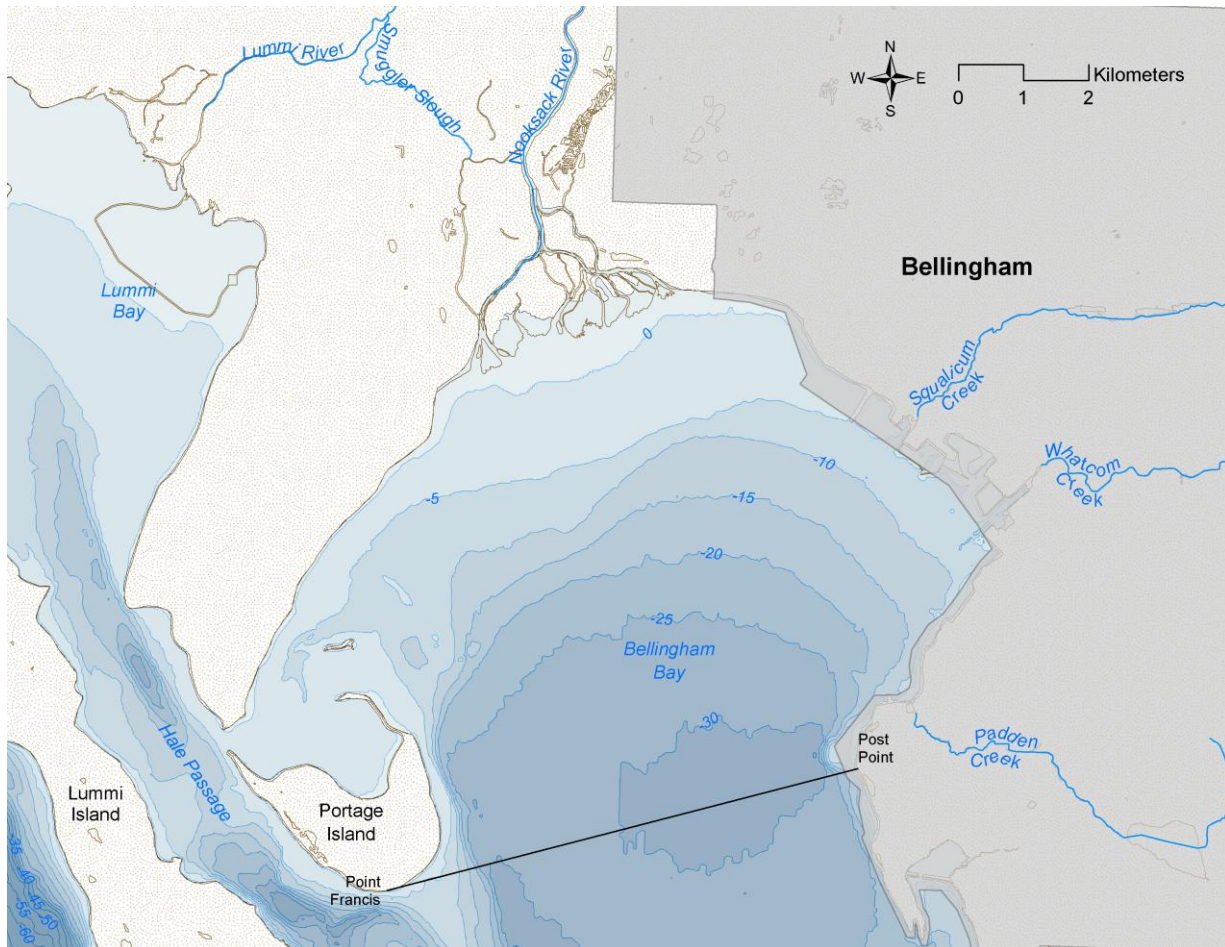 Lummi River
Smuggler Slough
Nooksack River
N
W E
S
Kilometers
0 1 2
Bellingham
Lummi
Bay
Squalicum
Creek
Whatcom
Creek
0
-5
-10
-15
-20
-25
Bellingham
Bay
-30
Post
Point
Padden
Creek
Hale Passage
Lummi
Island
Portage
Island
Point
Francis
-35
-40
-45
-50
-55
-60